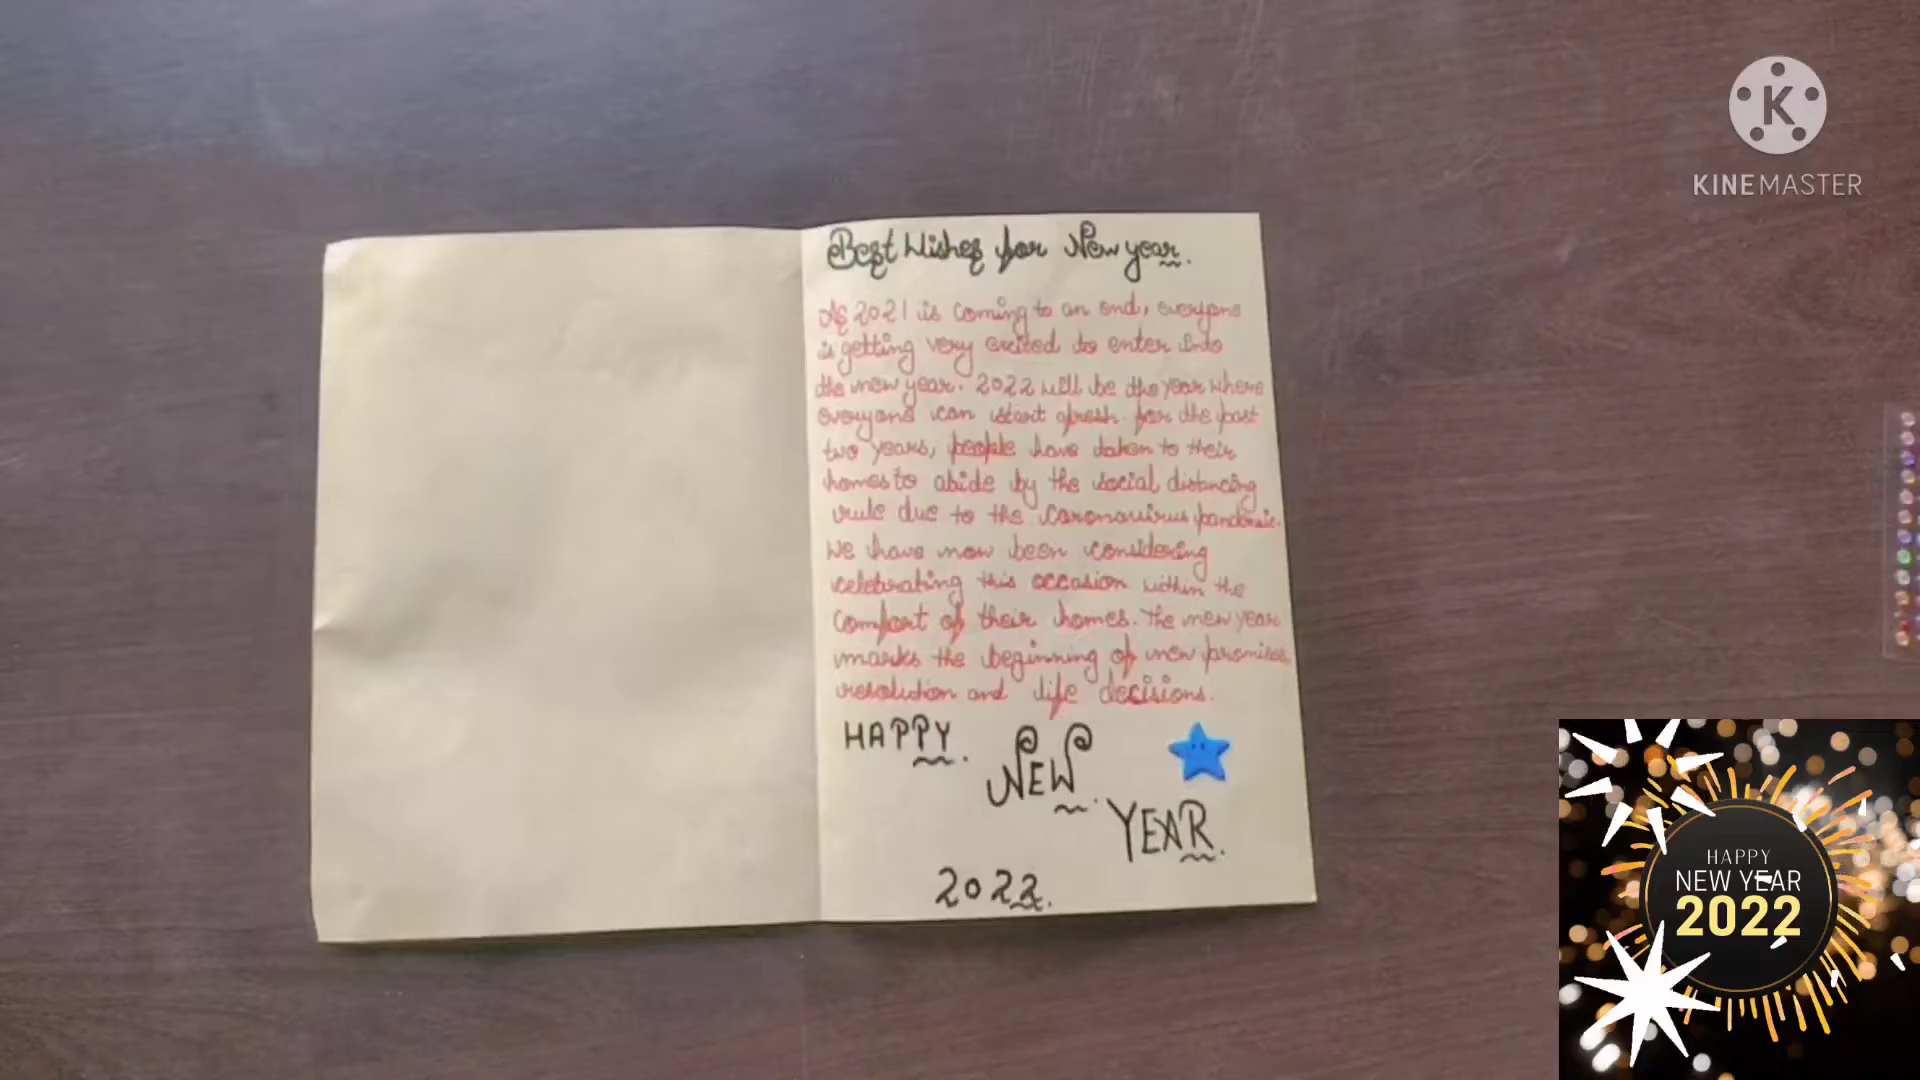 Best Wishes for New year.
As 2021 is coming to an end, everyone
is getting very excited to enter into
the new year. 2022 will be the year where
everyone can start fresh. for the past
two years, people have taken to their
homes to abide by the social distancing
rule due to the coronavirus pandemic.
We have now been considering
celebrating this occasion within the
comfort of their homes. The new year
marks the beginning of new promises,
resolution and life decisions.
HAPPY.
NEW.
YEAR.
2022.
KINEMASTER
HAPPY
NEW YEAR
2022